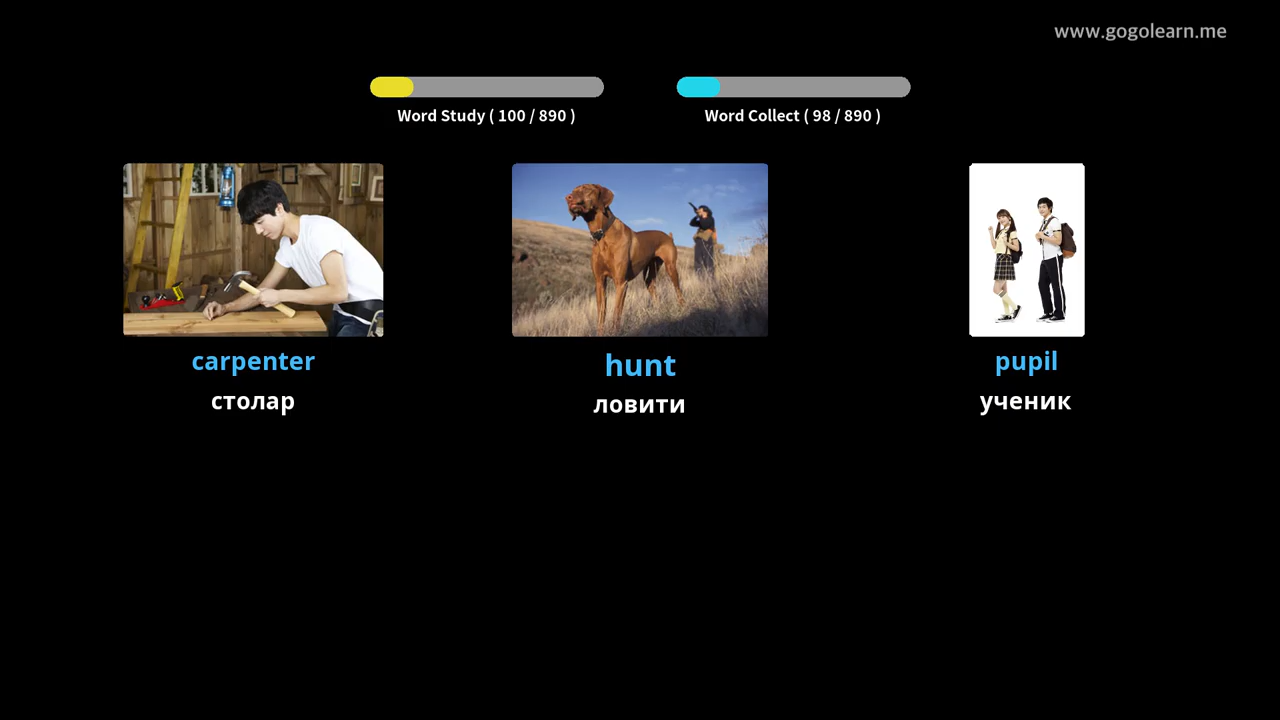 www.gogolearn.me
Word Study ( 100 / 890 )
Word Collect ( 98 / 890 )
carpenter
столар
hunt
ловити
pupil
ученик